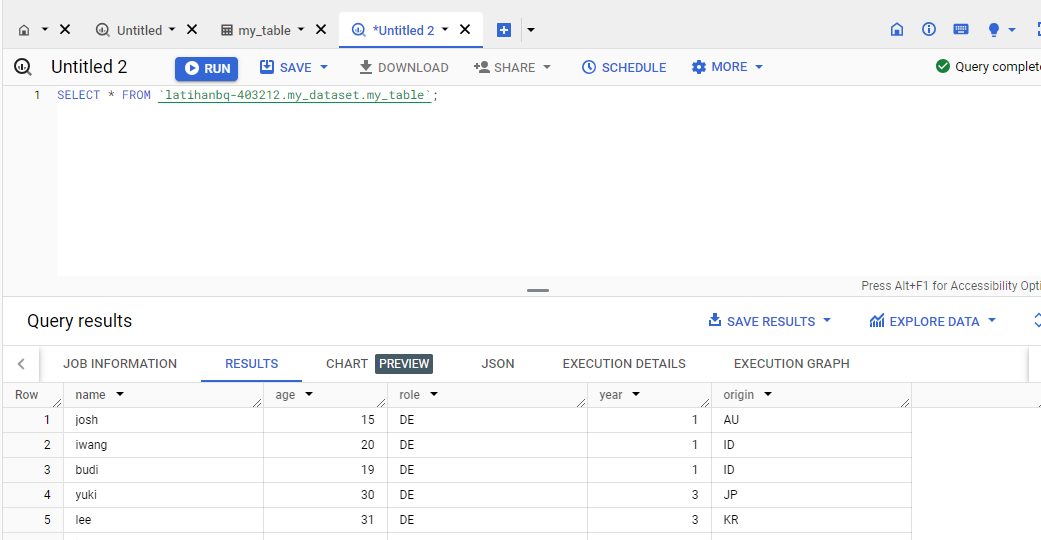 Untitled my_table *Untitled 2
Untitled 2 RUN SAVE DOWNLOAD SHARE SCHEDULE MORE Query complete
1 SELECT * FROM `latihanbq-403212.my_dataset.my_table`;
Press Alt+F1 for Accessibility Opti
Query results SAVE RESULTS EXPLORE DATA
JOB INFORMATION RESULTS CHART PREVIEW JSON EXECUTION DETAILS EXECUTION GRAPH
Row name age role year origin
1 josh 15 DE 1 AU
2 iwang 20 DE 1 ID
3 budi 19 DE 1 ID
4 yuki 30 DE 3 JP
5 lee 31 DE 3 KR